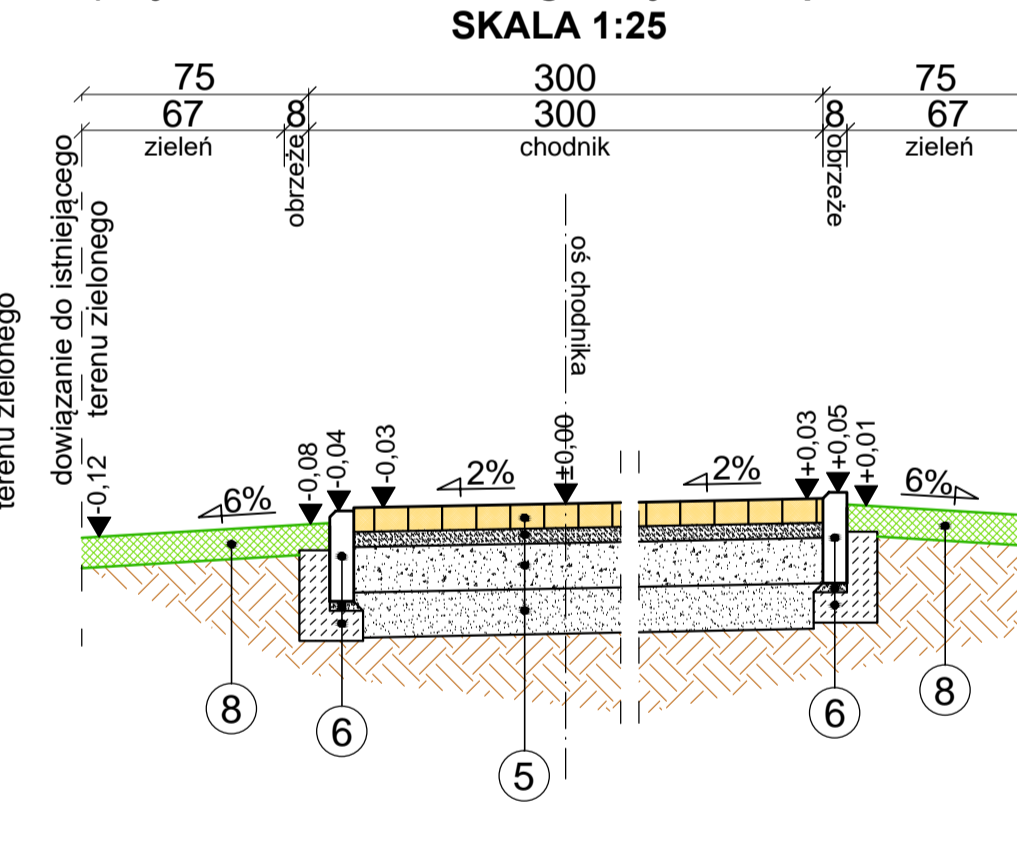 SKALA 1:25
75 300 75
67 8 300 8 67
zieleń obrzeże chodnik obrzeże zieleń
dowiązanie do istniejącego
terenu zielonego
terenu zielonego
oś chodnika
-0,12 -0,08 -0,04 -0,03 ±0,00 +0,03 +0,05 +0,01
6% 2% 2% 6%
8 6 5 6 8